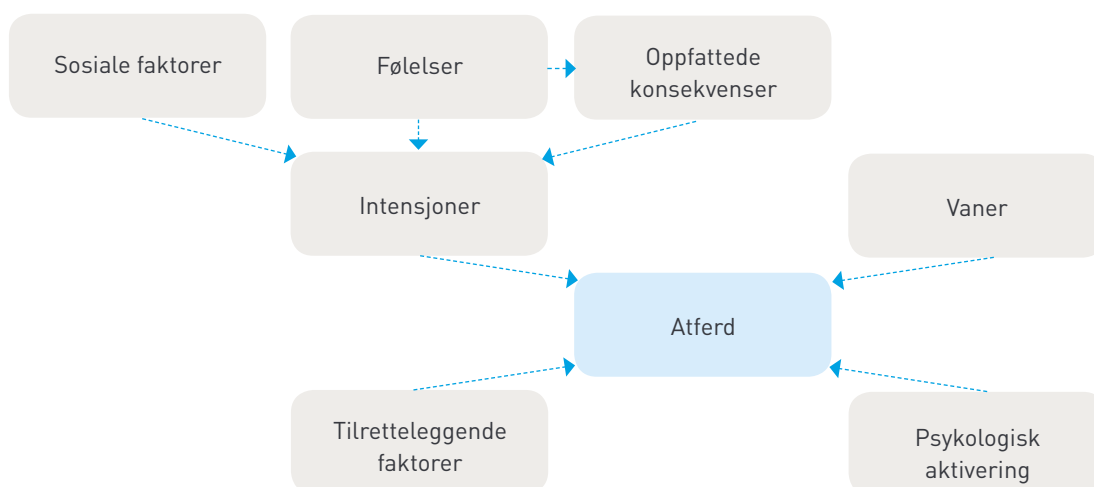 Sosiale faktorer
Følelser
Oppfattede
konsekvenser
Intensjoner
Vaner
Atferd
Tilretteleggende
faktorer
Psykologisk
aktivering